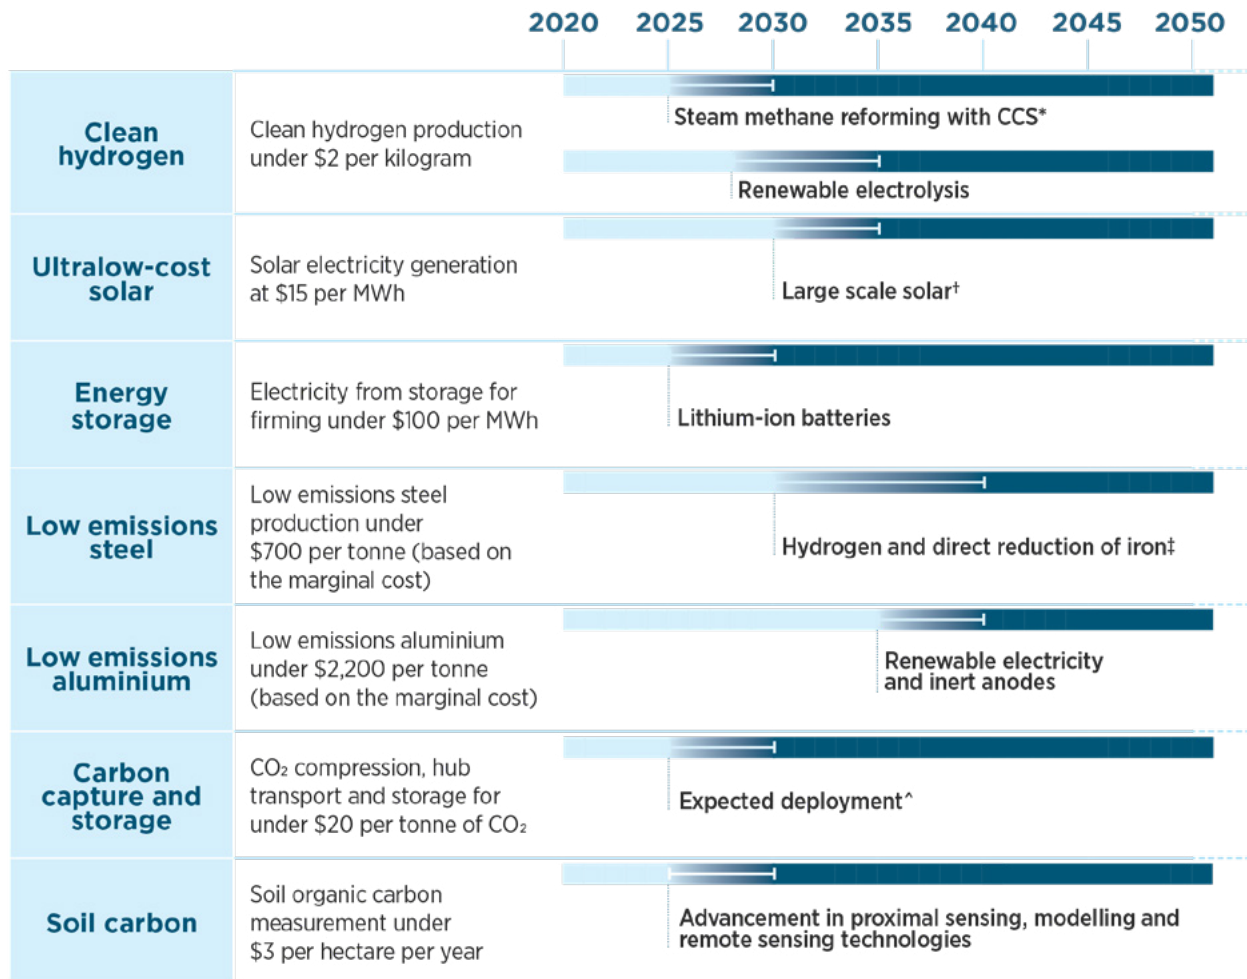 2020 2025 2030 2035 2040 2045 2050
Clean
hydrogen
Clean hydrogen production
under $2 per kilogram
Steam methane reforming with CCS*
Renewable electrolysis
Ultralow-cost
solar
Solar electricity generation
at $15 per MWh
Large scale solar†
Energy
storage
Electricity from storage for
firming under $100 per MWh
Lithium-ion batteries
Low emissions
steel
Low emissions steel
production under
$700 per tonne (based on
the marginal cost)
Hydrogen and direct reduction of iron‡
Low emissions
aluminium
Low emissions aluminium
under $2,200 per tonne
(based on the marginal cost)
Renewable electricity
and inert anodes
Carbon
capture and
storage
CO₂ compression, hub
transport and storage for
under $20 per tonne of CO₂
Expected deployment^
Soil carbon
Soil organic carbon
measurement under
$3 per hectare per year
Advancement in proximal sensing, modelling and
remote sensing technologies